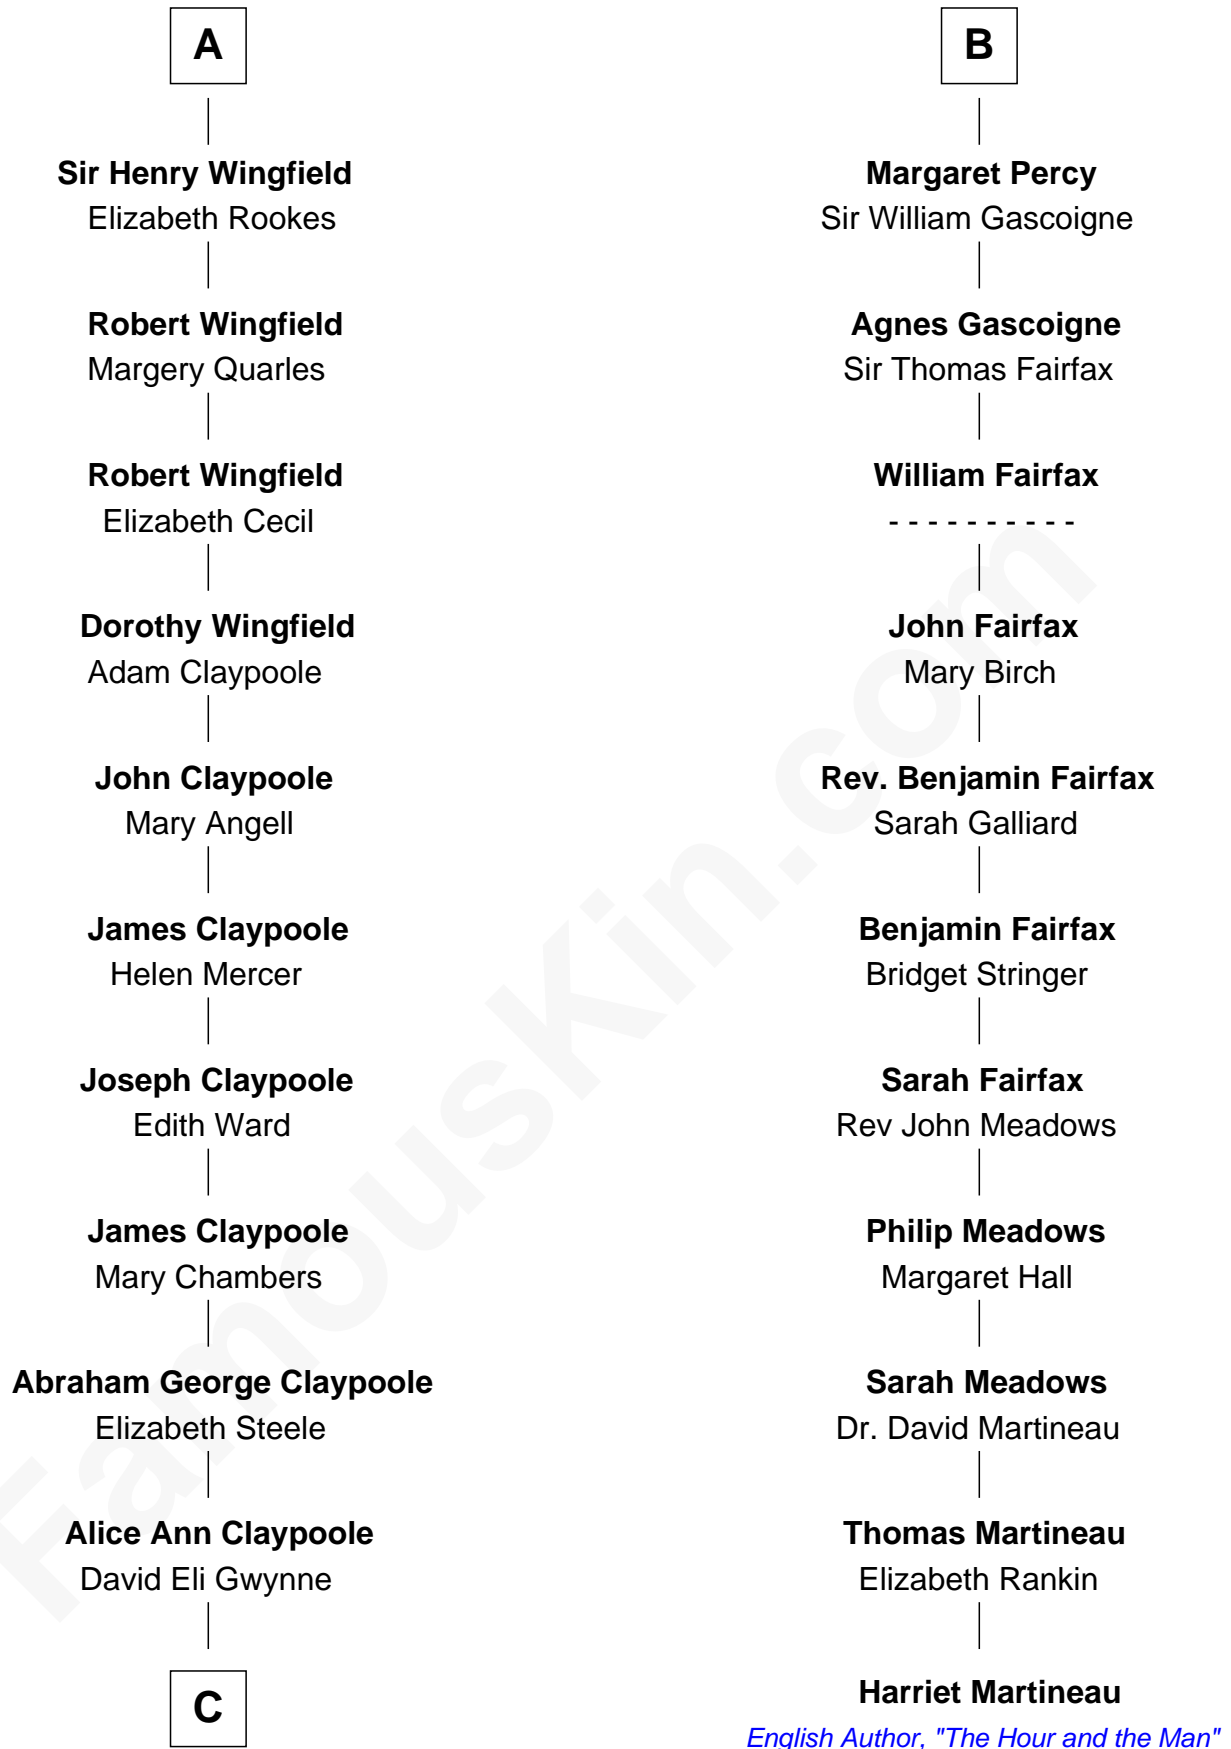 A
Sir Henry Wingfield
Elizabeth Rookes
Robert Wingfield
Margery Quarles
Robert Wingfield
Elizabeth Cecil
Dorothy Wingfield
Adam Claypoole
John Claypoole
Mary Angell
James Claypoole
Helen Mercer
Joseph Claypoole
Edith Ward
James Claypoole
Mary Chambers
Abraham George Claypoole
Elizabeth Steele
Alice Ann Claypoole
David Eli Gwynne
C
B
Margaret Percy
Sir William Gascoigne
Agnes Gascoigne
Sir Thomas Fairfax
William Fairfax
- - - - - - - - - -
John Fairfax
Mary Birch
Rev. Benjamin Fairfax
Sarah Galliard
Benjamin Fairfax
Bridget Stringer
Sarah Fairfax
Rev John Meadows
Philip Meadows
Margaret Hall
Sarah Meadows
Dr. David Martineau
Thomas Martineau
Elizabeth Rankin
Harriet Martineau
English Author, "The Hour and the Man"
FamousKin.com